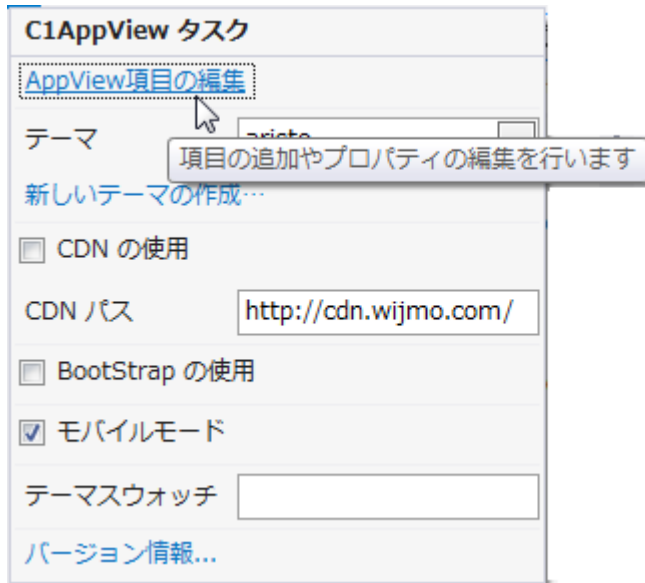 C1AppView タスク
AppView項目の編集
テーマ
項目の追加やプロパティの編集を行います
新しいテーマの作成…
CDN の使用
CDN パス http://cdn.wijmo.com/
BootStrap の使用
モバイルモード
テーマスウォッチ
バージョン情報...